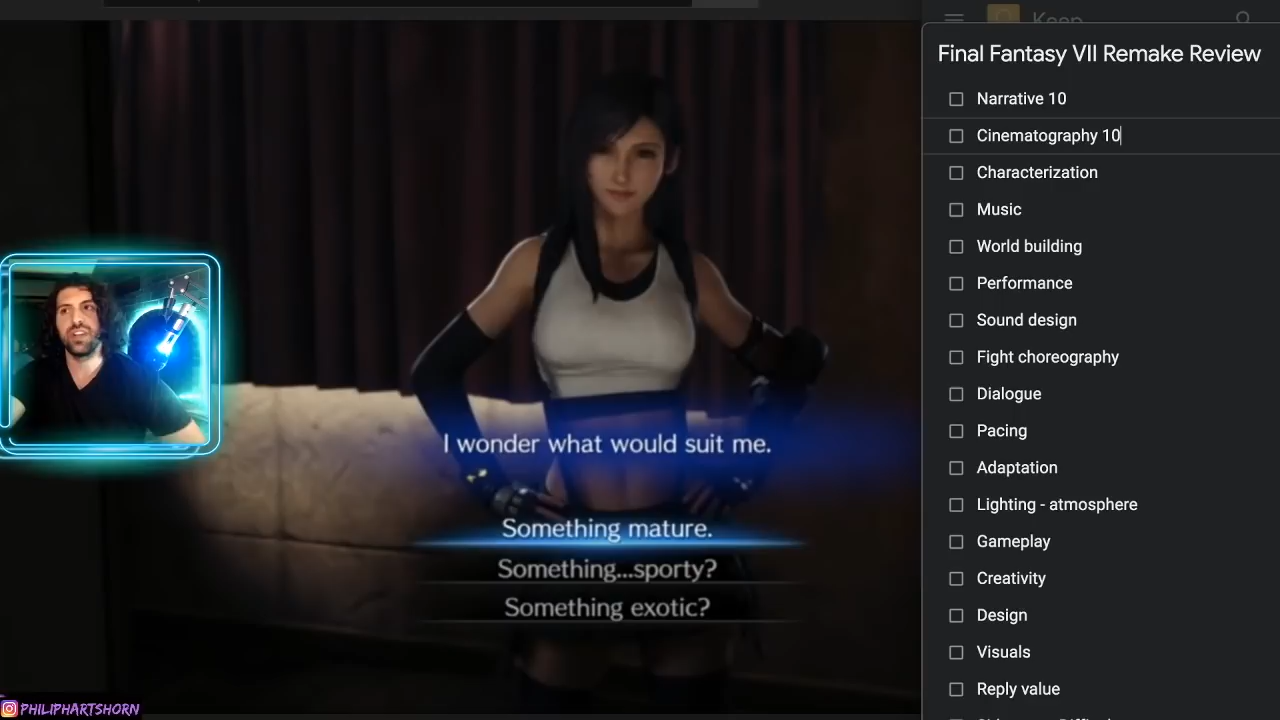 Keep
Final Fantasy VII Remake Review
Narrative 10
Cinematography 10
Characterization
Music
World building
Performance
Sound design
Fight choreography
Dialogue
Pacing
Adaptation
Lighting - atmosphere
Gameplay
Creativity
Design
Visuals
Reply value
I wonder what would suit me.
Something mature.
Something...sporty?
Something exotic?
PHILIPHARTSHORN